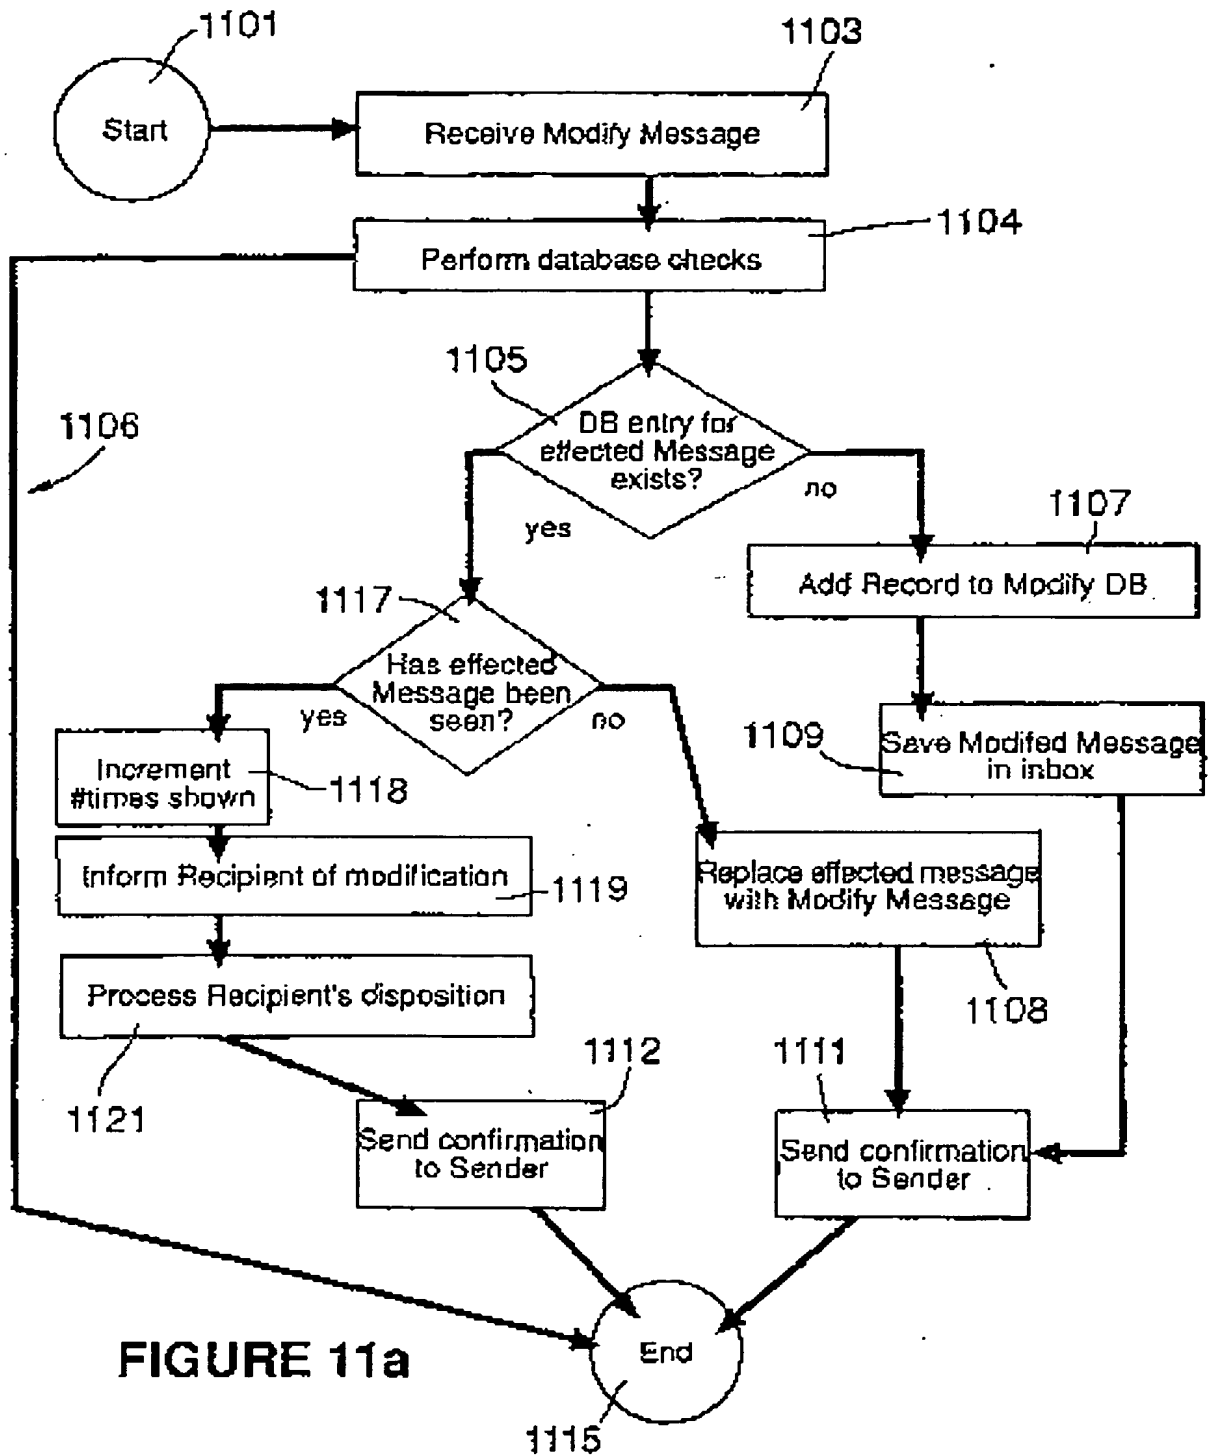 1101
1103
Start
Receive Modify Message
1104
Perform database checks
1105
1106
DB entry for
effected Message
exists?
no
yes
1107
Add Record to Modify DB
1117
Has effected
Message been
seen?
yes
no
1109
Save Modifed Message
in inbox
Increment
#times shown
1118
Inform Recipient of modification
1119
Replace effected message
with Modify Message
1108
Process Recipient's disposition
1121
1112
1111
Send confirmation
to Sender
Send confirmation
to Sender
End
1115
FIGURE 11a